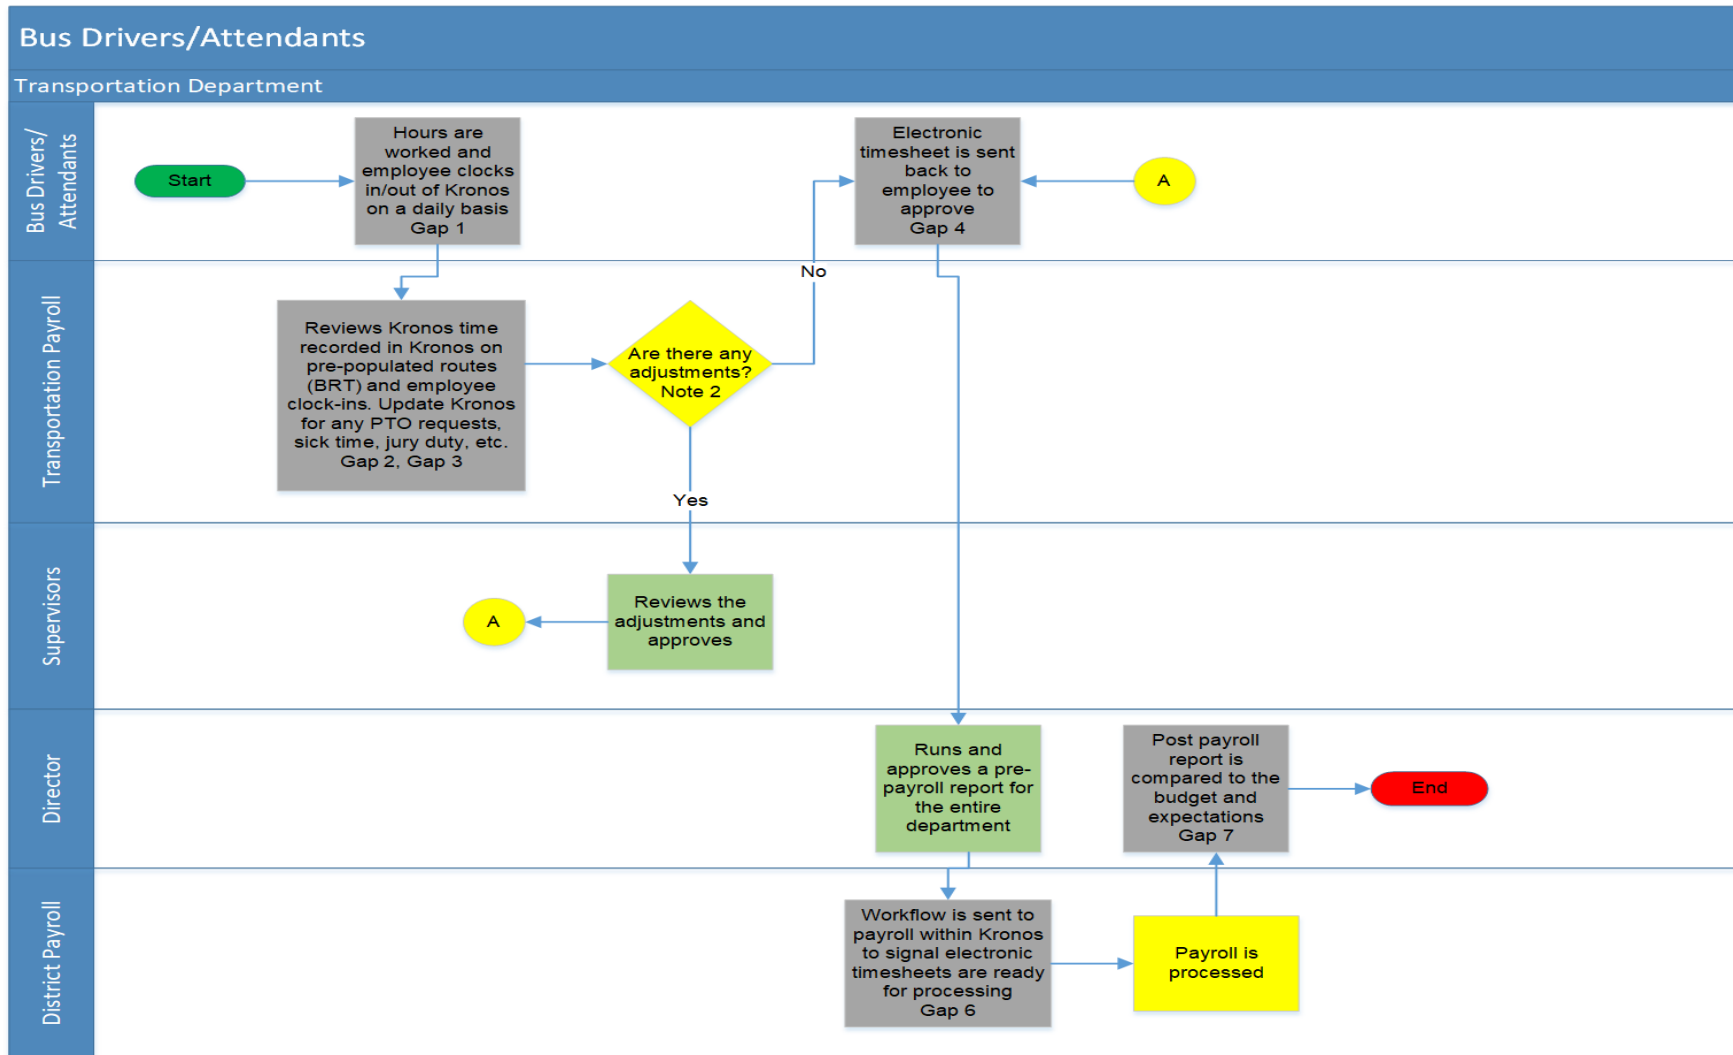 Bus Drivers/Attendants
Transportation Department
Bus Drivers/
Attendants
Start
Hours are
worked and
employee clocks
in/out of Kronos
on a daily basis
Gap 1
Electronic
timesheet is sent
back to
employee to
approve
Gap 4
A
Transportation Payroll
Reviews Kronos time
recorded in Kronos on
pre-populated routes
(BRT) and employee
clock-ins. Update Kronos
for any PTO requests,
sick time, jury duty, etc.
Gap 2, Gap 3
Are there any
adjustments?
Note 2
No
Yes
Supervisors
A
Reviews the
adjustments and
approves
Director
Runs and
approves a pre-
payroll report for
the entire
department
Post payroll
report is
compared to the
budget and
expectations
Gap 7
End
District Payroll
Workflow is sent to
payroll within Kronos
to signal electronic
timesheets are ready
for processing
Gap 6
Payroll is
processed